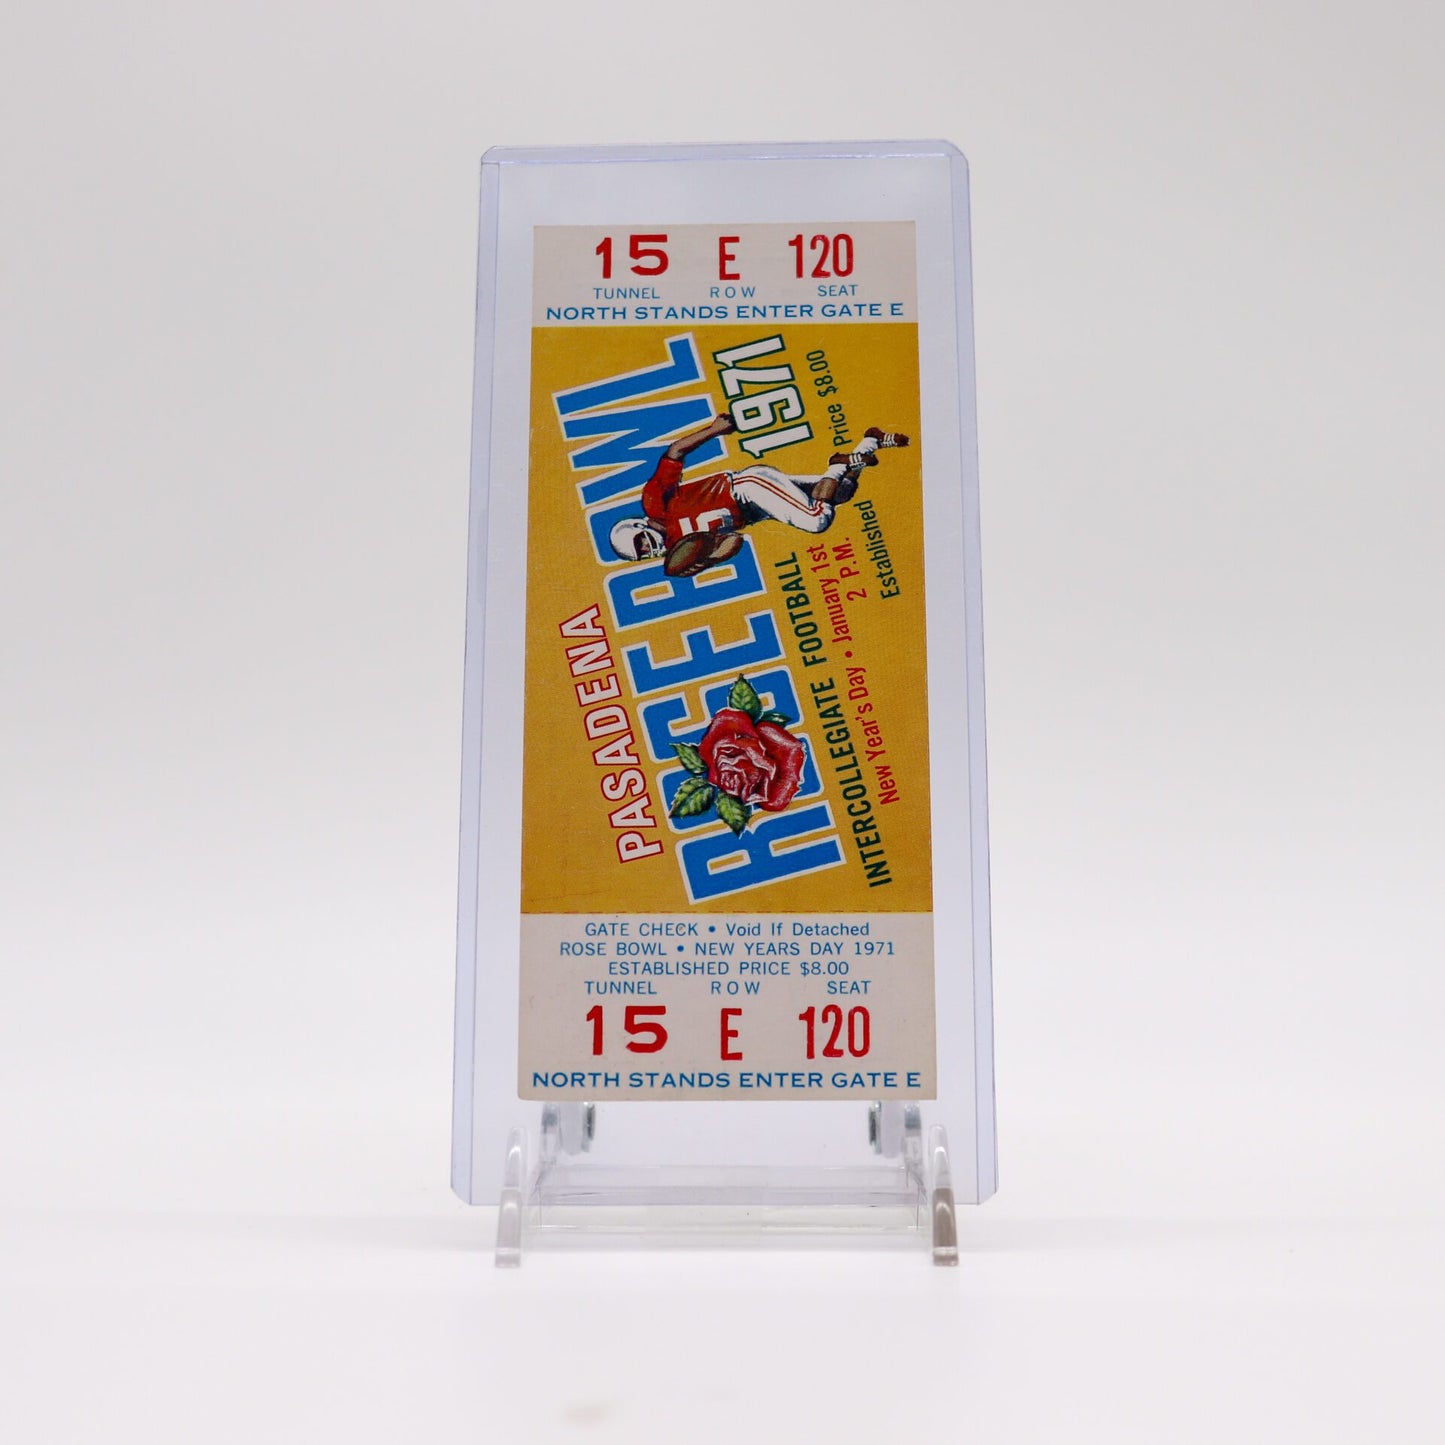 15 E 120
TUNNEL ROW SEAT
NORTH STANDS ENTER GATE E
PASADENA
ROSE BOWL
1971
INTERCOLLEGIATE FOOTBALL
New Year's Day • January 1st
2 P.M.
Established
Price $8.00
5
GATE CHECK • Void If Detached
ROSE BOWL • NEW YEARS DAY 1971
ESTABLISHED PRICE $8.00
TUNNEL ROW SEAT
15 E 120
NORTH STANDS ENTER GATE E